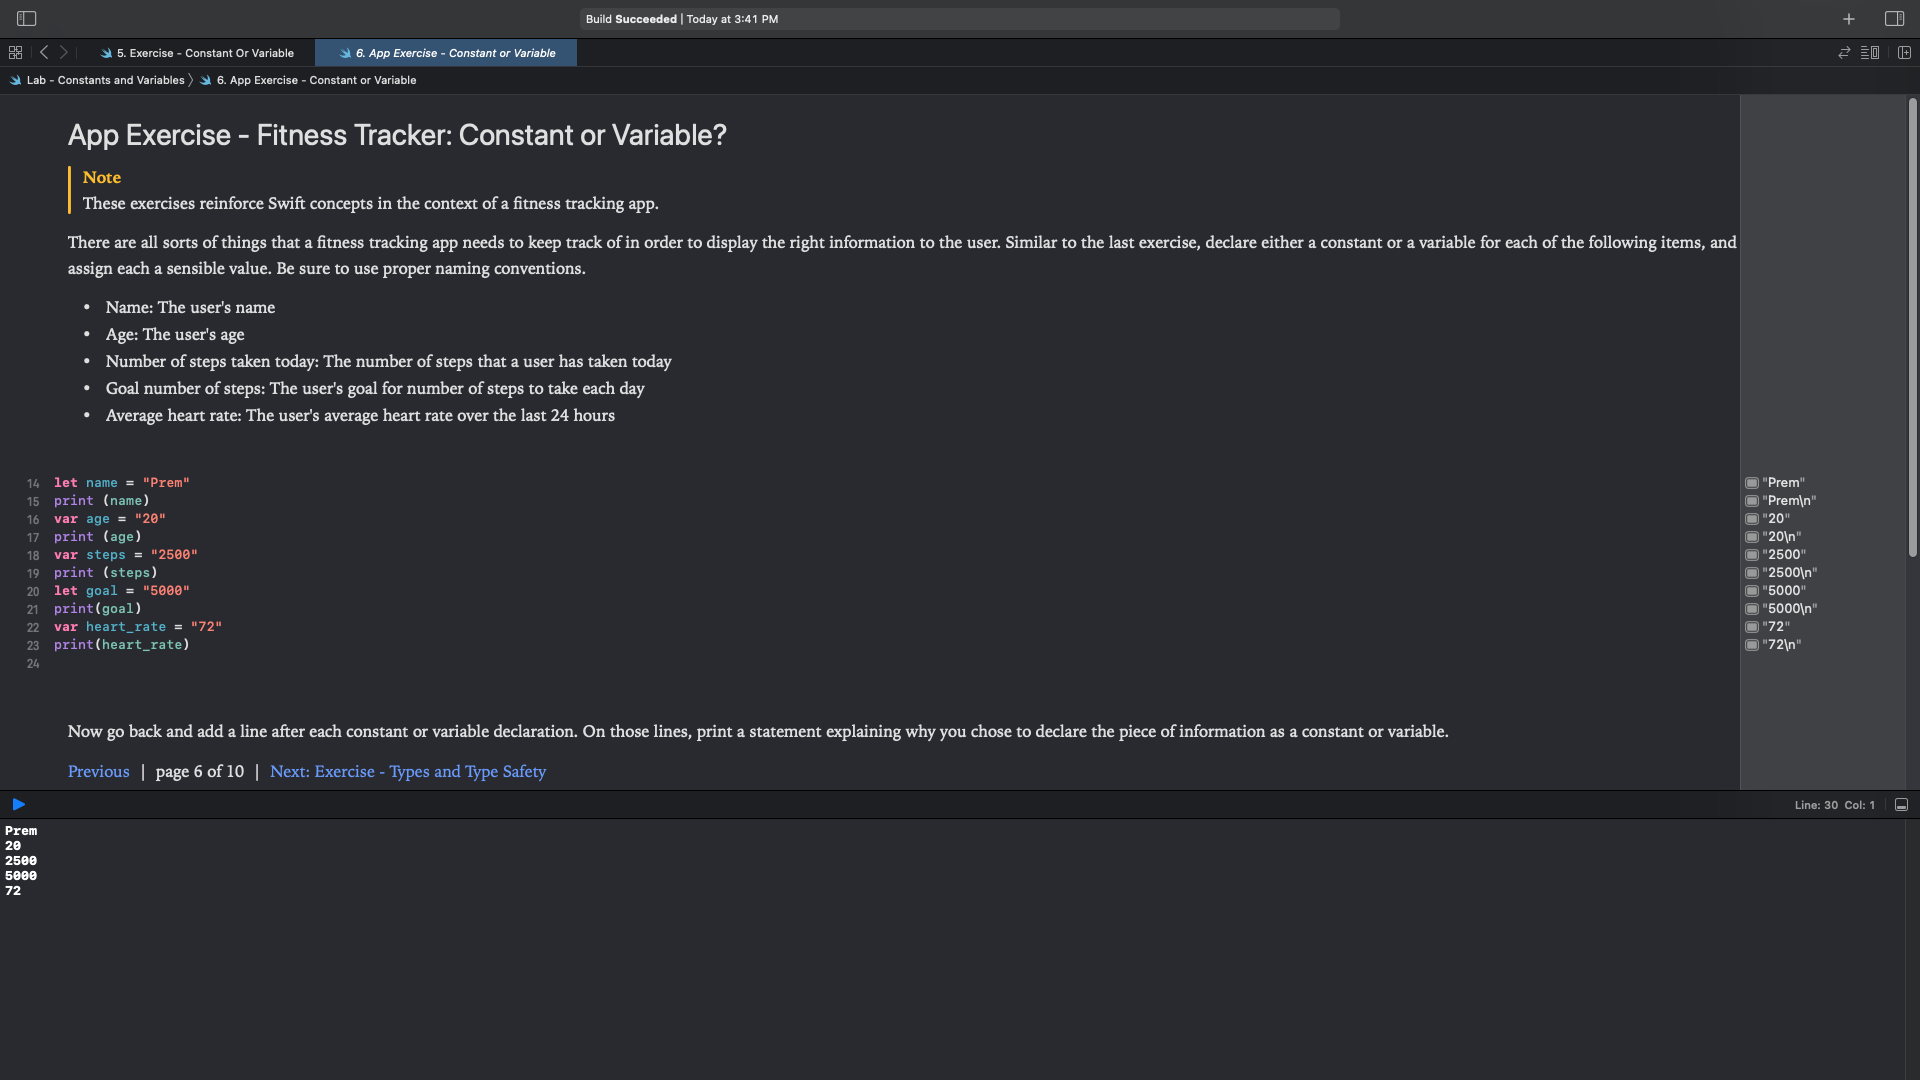 Build Succeeded | Today at 3:41 PM
5. Exercise - Constant Or Variable
6. App Exercise - Constant or Variable
Lab - Constants and Variables 〉 6. App Exercise - Constant or Variable
App Exercise - Fitness Tracker: Constant or Variable?
Note
These exercises reinforce Swift concepts in the context of a fitness tracking app.
There are all sorts of things that a fitness tracking app needs to keep track of in order to display the right information to the user. Similar to the last exercise, declare either a constant or a variable for each of the following items, and
assign each a sensible value. Be sure to use proper naming conventions.
• Name: The user's name
• Age: The user's age
• Number of steps taken today: The number of steps that a user has taken today
• Goal number of steps: The user's goal for number of steps to take each day
• Average heart rate: The user's average heart rate over the last 24 hours
14 let name = "Prem" "Prem"
15 print (name) "Prem\n"
16 var age = "20" "20"
17 print (age) "20\n"
18 var steps = "2500" "2500"
19 print (steps) "2500\n"
20 let goal = "5000" "5000"
21 print(goal) "5000\n"
22 var heart_rate = "72" "72"
23 print(heart_rate) "72\n"
24
Now go back and add a line after each constant or variable declaration. On those lines, print a statement explaining why you chose to declare the piece of information as a constant or variable.
Previous | page 6 of 10 | Next: Exercise - Types and Type Safety
Line: 30 Col: 1
Prem
20
2500
5000
72